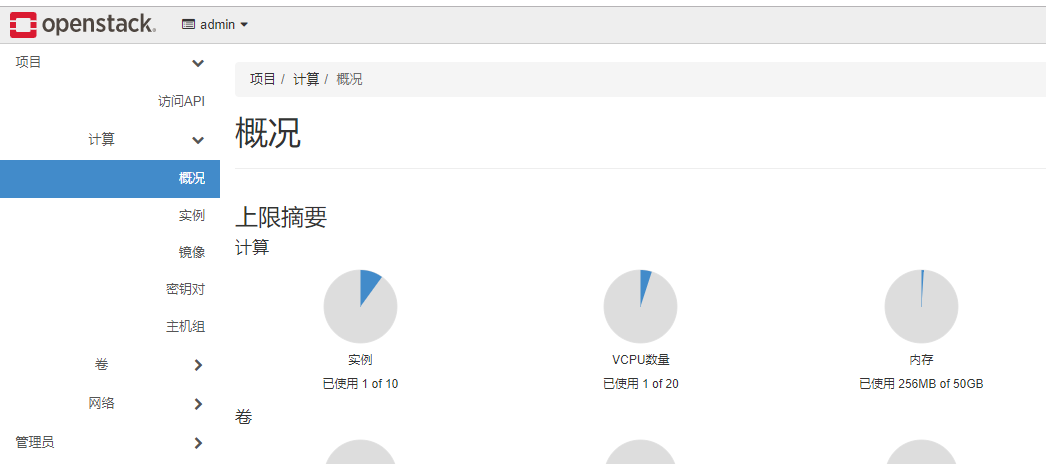 openstack. admin
项目
访问API
计算
概况
实例
镜像
密钥对
主机组
卷
网络
管理员
项目 / 计算 / 概况
概况
上限摘要
计算
实例
已使用 1 of 10
VCPU数量
已使用 1 of 20
内存
已使用 256MB of 50GB
卷